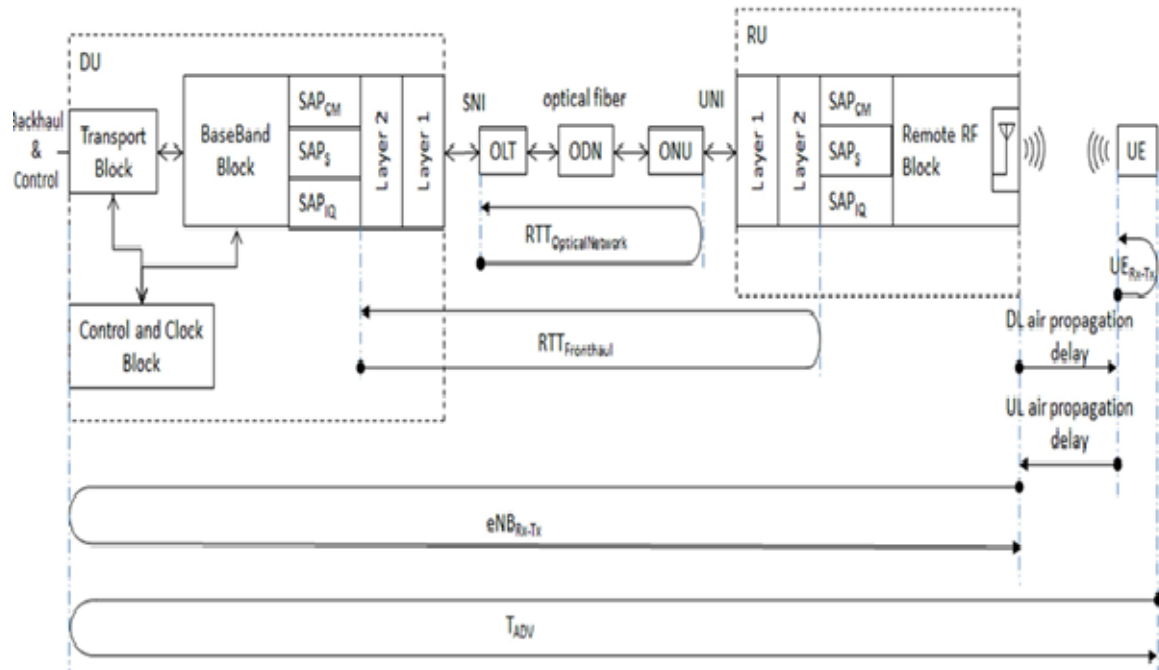 DU
RU
Backhaul
&
Control
Transport
Block
BaseBand
Block
SAP_CM
SAP_S
SAP_IQ
Layer 2
Layer 1
SNI
optical fiber
UNI
OLT
ODN
ONU
Layer 1
Layer 2
SAP_CM
SAP_S
SAP_IQ
Remote RF
Block
UE
RTT_OpticalNetwork
UE_Rx-Tx
Control and Clock
Block
RTT_Fronthaul
DL air propagation
delay
UL air propagation
delay
eNB_Rx-Tx
T_ADV